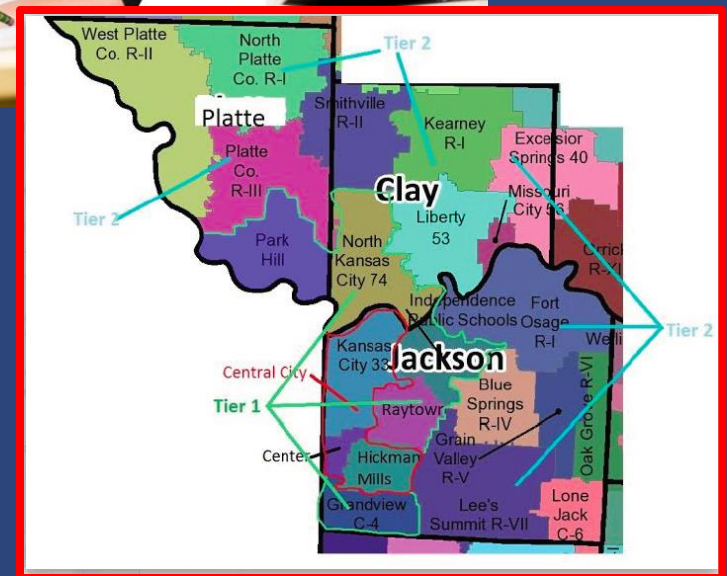 West Platte
Co. R-II
North
Platte
Co. R-I
Tier 2
Platte
Smithville
R-II
Kearney
R-I
Excelsior
Springs 40
Platte
Co.
R-III
Clay
Missouri
City 56
Tier 2
Liberty
53
Park
Hill
North
Kansas
City 74
Orrick
R-XI
Independence
Public Schools
Fort
Osage
R-I
Tier 2
Welli
Kansas
City 33
Jackson
Central City
Blue
Springs
R-IV
Oak Grove R-VI
Tier 1
Raytown
Grain
Valley
R-V
Center
Hickman
Mills
Grandview
C-4
Lee's
Summit R-VII
Lone
Jack
C-6